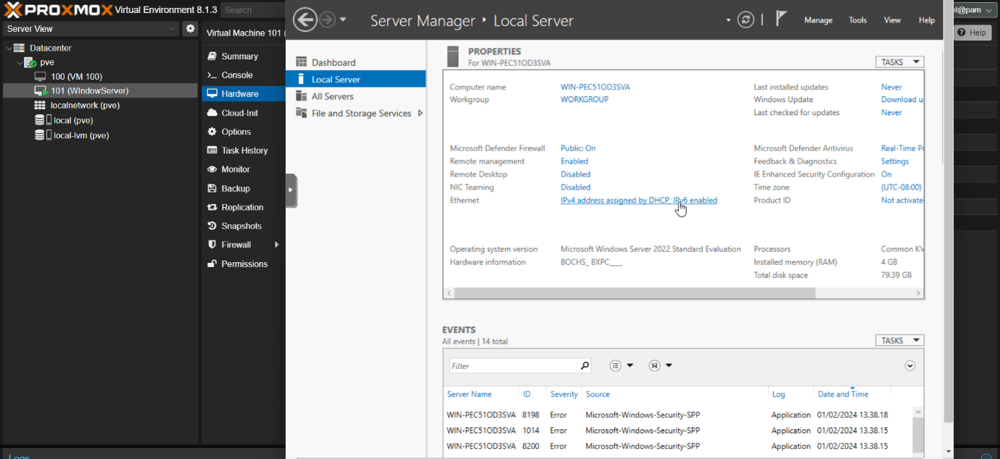 PROXMOX Virtual Environment 8.1.3 Search
Server View
Datacenter
pve
100 (VM 100)
101 (WIndowServer)
localnetwork (pve)
local (pve)
local-lvm (pve)
Virtual Machine 101 (
Summary
Console
Hardware
Cloud-Init
Options
Task History
Monitor
Backup
Replication
Snapshots
Firewall
Permissions
Logs
Server Manager ‣ Local Server
Manage Tools View Help
Dashboard
Local Server
All Servers
File and Storage Services
PROPERTIES
For WIN-PEC51OD3SVA
TASKS
Computer name WIN-PEC51OD3SVA Last installed updates Never
Workgroup WORKGROUP Windows Update Download u
Last checked for updates Never
Microsoft Defender Firewall Public: On Microsoft Defender Antivirus Real-Time Pr
Remote management Enabled Feedback & Diagnostics Settings
Remote Desktop Disabled IE Enhanced Security Configuration On
NIC Teaming Disabled Time zone (UTC-08:00)
Ethernet IPv4 address assigned by DHCP, IPv6 enabled Product ID Not activate
Operating system version Microsoft Windows Server 2022 Standard Evaluation Processors Common KV
Hardware information BOCHS_ BXPC____ Installed memory (RAM) 4 GB
Total disk space 79.39 GB
EVENTS
All events | 14 total
TASKS
Filter
Server Name ID Severity Source Log Date and Time
WIN-PEC51OD3SVA 8198 Error Microsoft-Windows-Security-SPP Application 01/02/2024 13.38.18
WIN-PEC51OD3SVA 1014 Error Microsoft-Windows-Security-SPP Application 01/02/2024 13.38.15
WIN-PEC51OD3SVA 8200 Error Microsoft-Windows-Security-SPP Application 01/02/2024 13.38.15
t@pam
Help